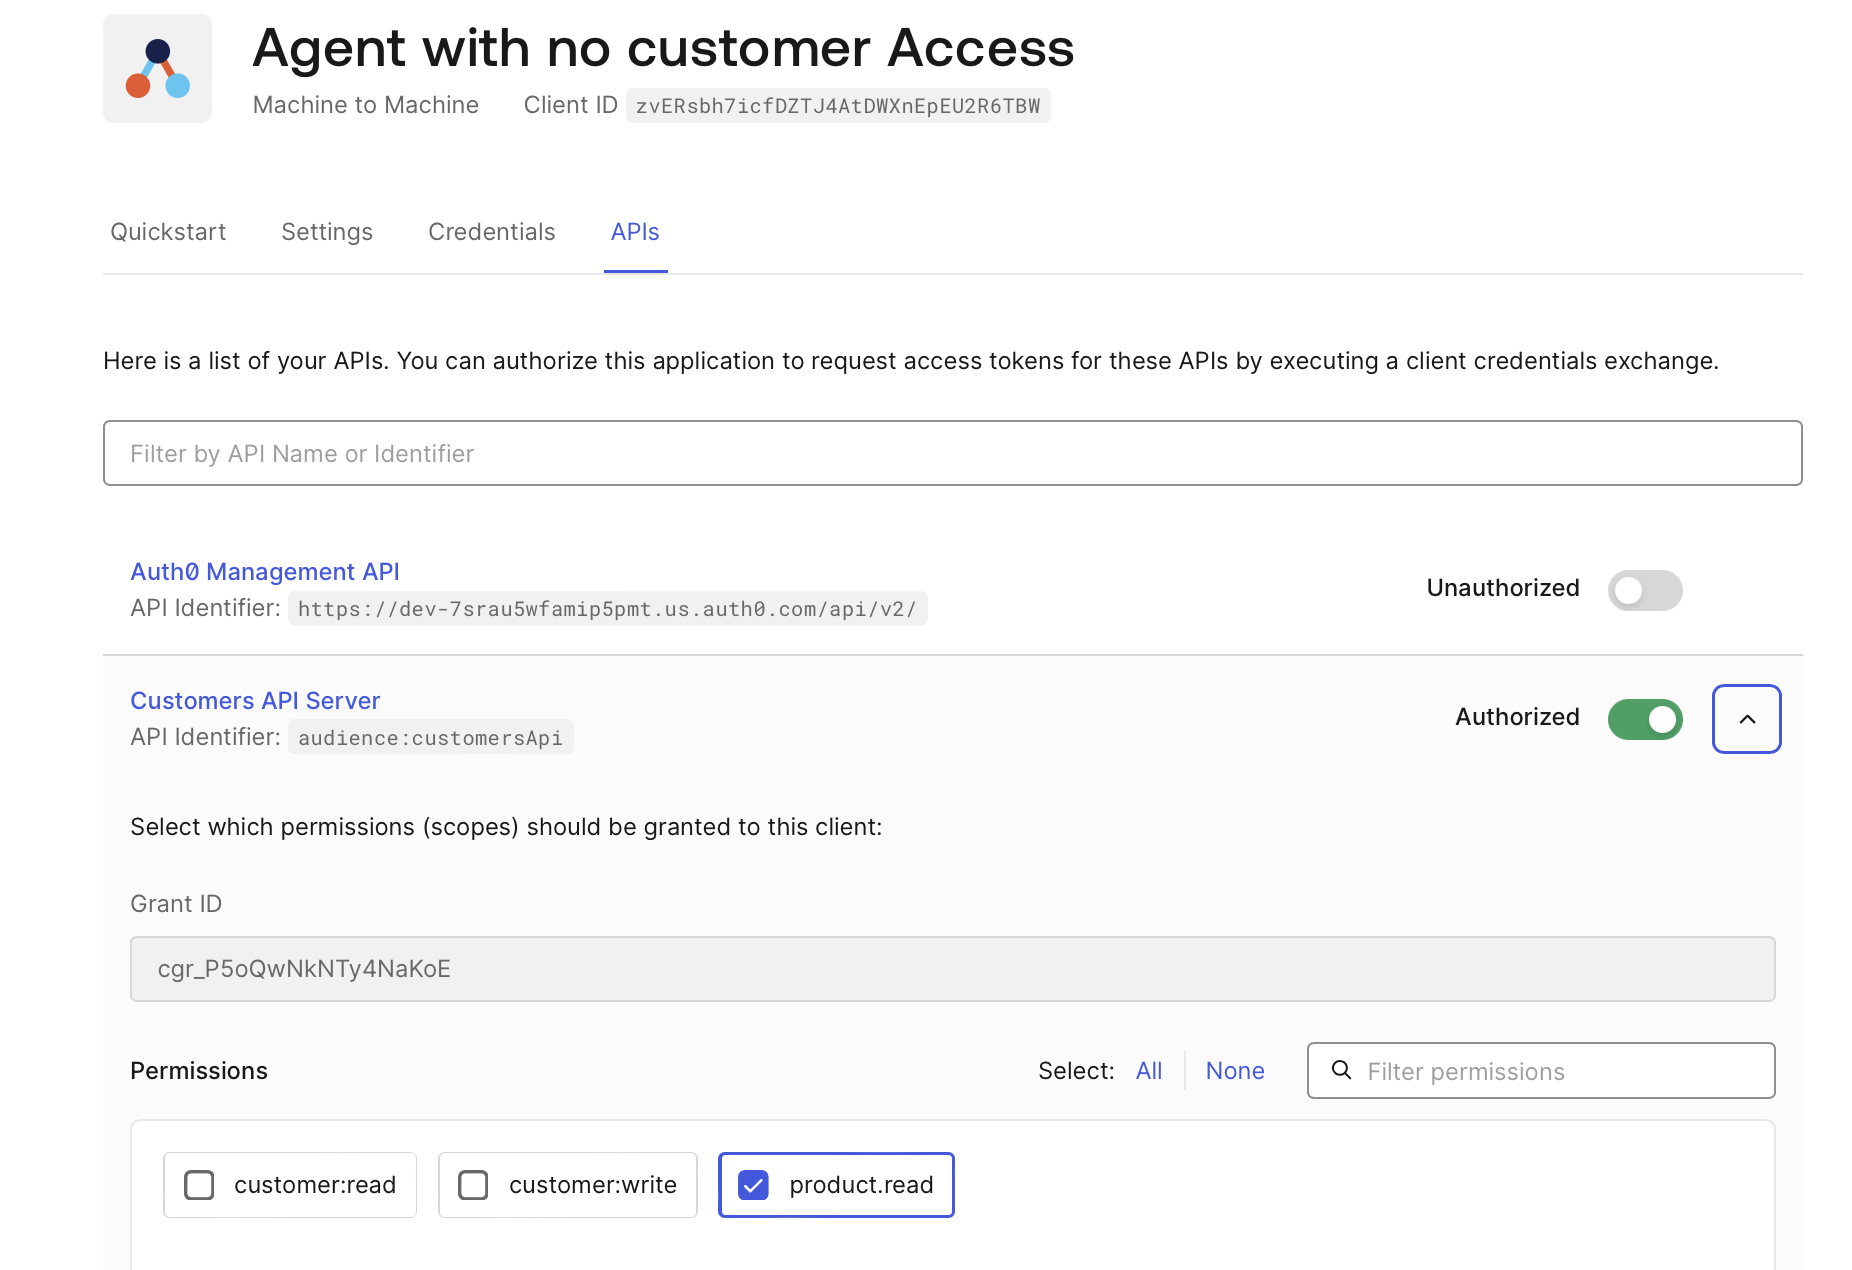 Agent with no customer Access
Machine to Machine Client ID zvERsbh7icfDZTJ4AtDWXnEpEU2R6TBW
Quickstart Settings Credentials APIs
Here is a list of your APIs. You can authorize this application to request access tokens for these APIs by executing a client credentials exchange.
Filter by API Name or Identifier
Auth0 Management API
Unauthorized
API Identifier: https://dev-7srau5wfamip5pmt.us.auth0.com/api/v2/
Customers API Server
Authorized
API Identifier: audience:customersApi
Select which permissions (scopes) should be granted to this client:
Grant ID
cgr_P5oQwNkNTy4NaKoE
Permissions Select: All None Filter permissions
customer:read customer:write product.read